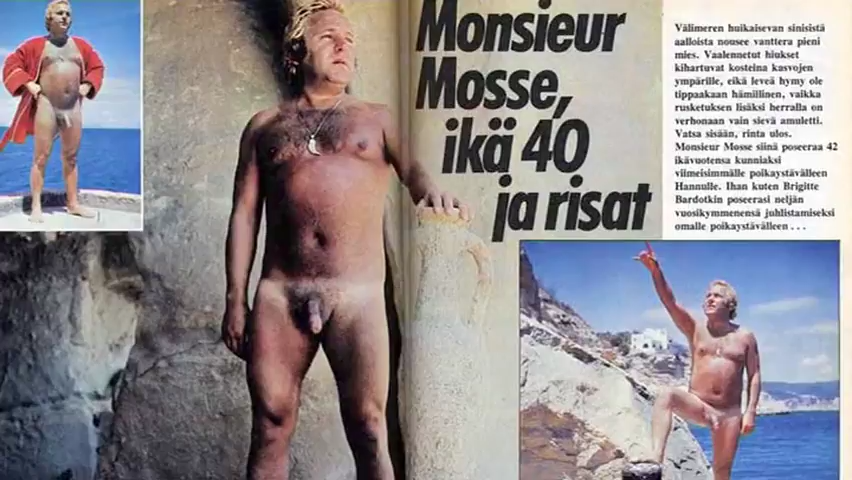 Monsieur
Mosse,
ikä 40
ja risat
Välimeren huikaisevan sinisistä
aalloista nousee vanttera pieni
mies. Vaalennetut hiukset
kihartuvat kosteina kasvojen
ympärille, eikä leveä hymy ole
tippaakaan hämillinen, vaikka
rusketuksen lisäksi herralla on
verhonaan vain sievä amuletti.
Vatsa sisään, rinta ulos.
Monsieur Mosse siinä poseeraa 42
ikävuotensa kunniaksi
viimeisimmälle poikaystävälleen
Hannulle. Ihan kuten Brigitte
Bardotkin poseerasi neljän
vuosikymmenensä juhlistamiseksi
omalle poikaystävälleen . . .